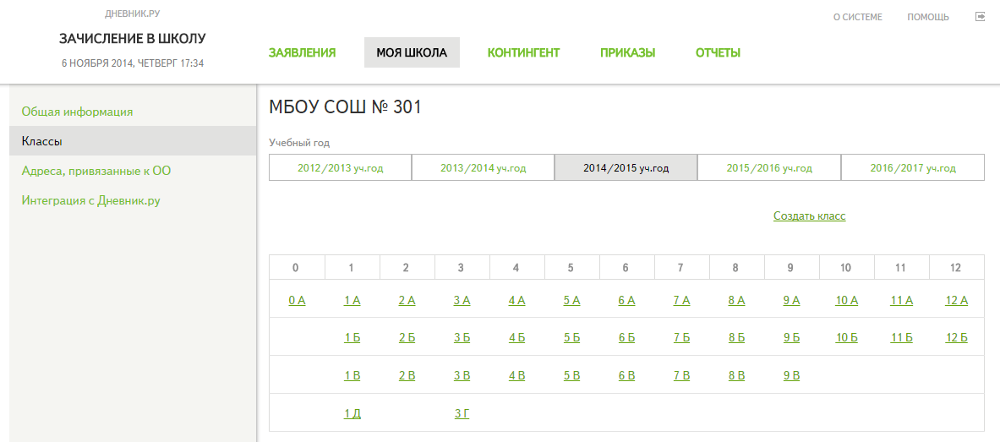 ДНЕВНИК.РУ
О СИСТЕМЕ ПОМОЩЬ
ЗАЧИСЛЕНИЕ В ШКОЛУ
6 НОЯБРЯ 2014, ЧЕТВЕРГ 17:34
ЗАЯВЛЕНИЯ МОЯ ШКОЛА КОНТИНГЕНТ ПРИКАЗЫ ОТЧЕТЫ
Общая информация
Классы
Адреса, привязанные к ОО
Интеграция с Дневник.ру
МБОУ СОШ № 301
Учебный год
2012/2013 уч.год 2013/2014 уч.год 2014/2015 уч.год 2015/2016 уч.год 2016/2017 уч.год
Создать класс
0 1 2 3 4 5 6 7 8 9 10 11 12
0 А 1 А 2 А 3 А 4 А 5 А 6 А 7 А 8 А 9 А 10 А 11 А 12 А
1 Б 2 Б 3 Б 4 Б 5 Б 6 Б 7 Б 8 Б 9 Б 10 Б 11 Б 12 Б
1 В 2 В 3 В 4 В 5 В 6 В 7 В 8 В 9 В
1 Д 3 Г